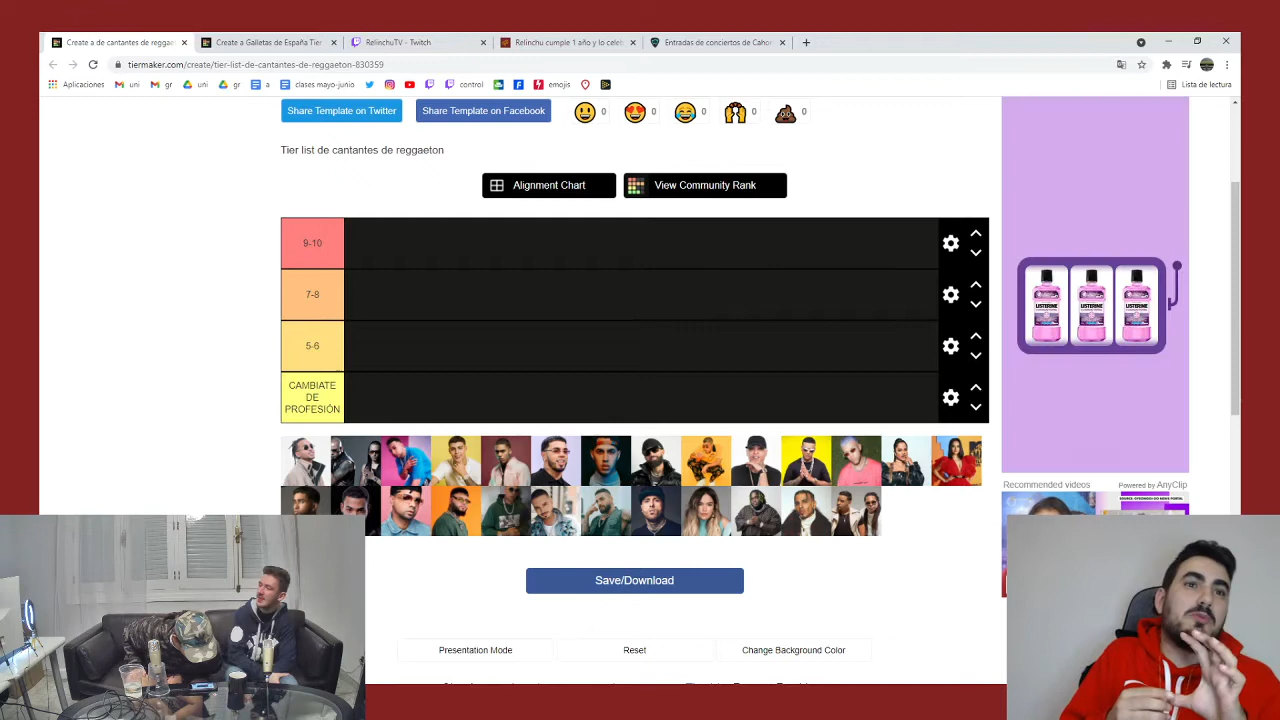 Create a de cantantes de reggae
Create a Galletas de España Tier
RelinchuTV - Twitch
Relinchu cumple 1 año y lo celeb
Entradas de conciertos de Cahor
tiermaker.com/create/tier-list-de-cantantes-de-reggaeton-830359
Aplicaciones
uni
gr
uni
gr
a
clases mayo-junio
control
emojis
Lista de lectura
Share Template on Twitter
Share Template on Facebook
0
0
0
0
0
Tier list de cantantes de reggaeton
Alignment Chart
View Community Rank
9-10
7-8
5-6
CAMBIATE
DE
PROFESIÓN
LISTERINE
LISTERINE
LISTERINE
Recommended videos
Powered by AnyClip
Save/Download
Presentation Mode
Reset
Change Background Color